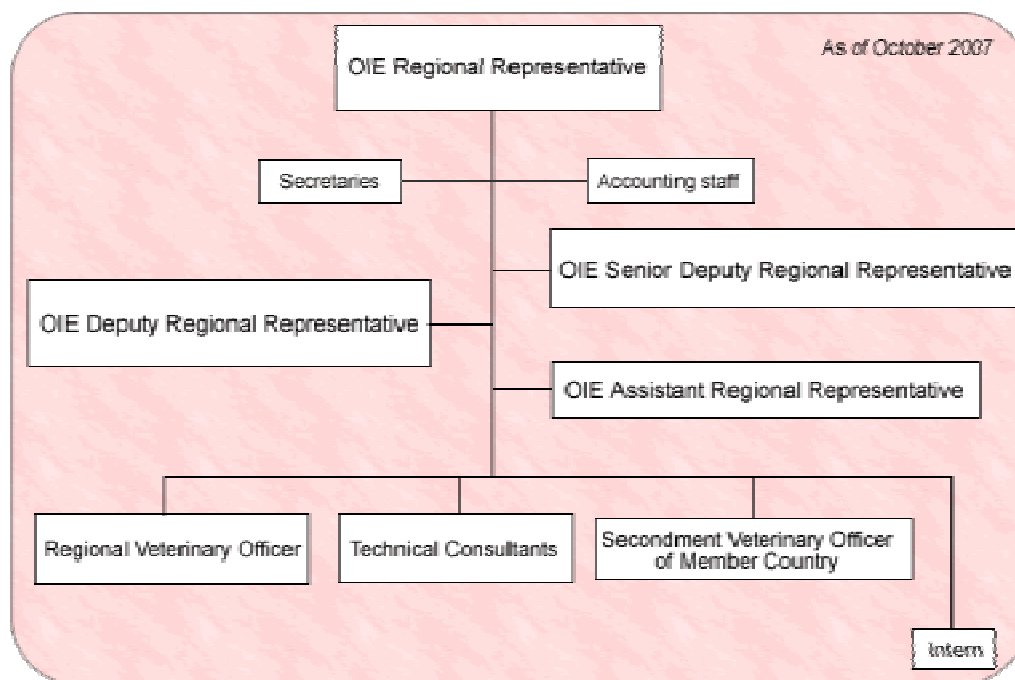 As of October 2007
OIE Regional Representative
Secretaries
Accounting staff
OIE Senior Deputy Regional Representative
OIE Deputy Regional Representative
OIE Assistant Regional Representative
Regional Veterinary Officer
Technical Consultants
Secondment Veterinary Officer
of Member Country
Intern